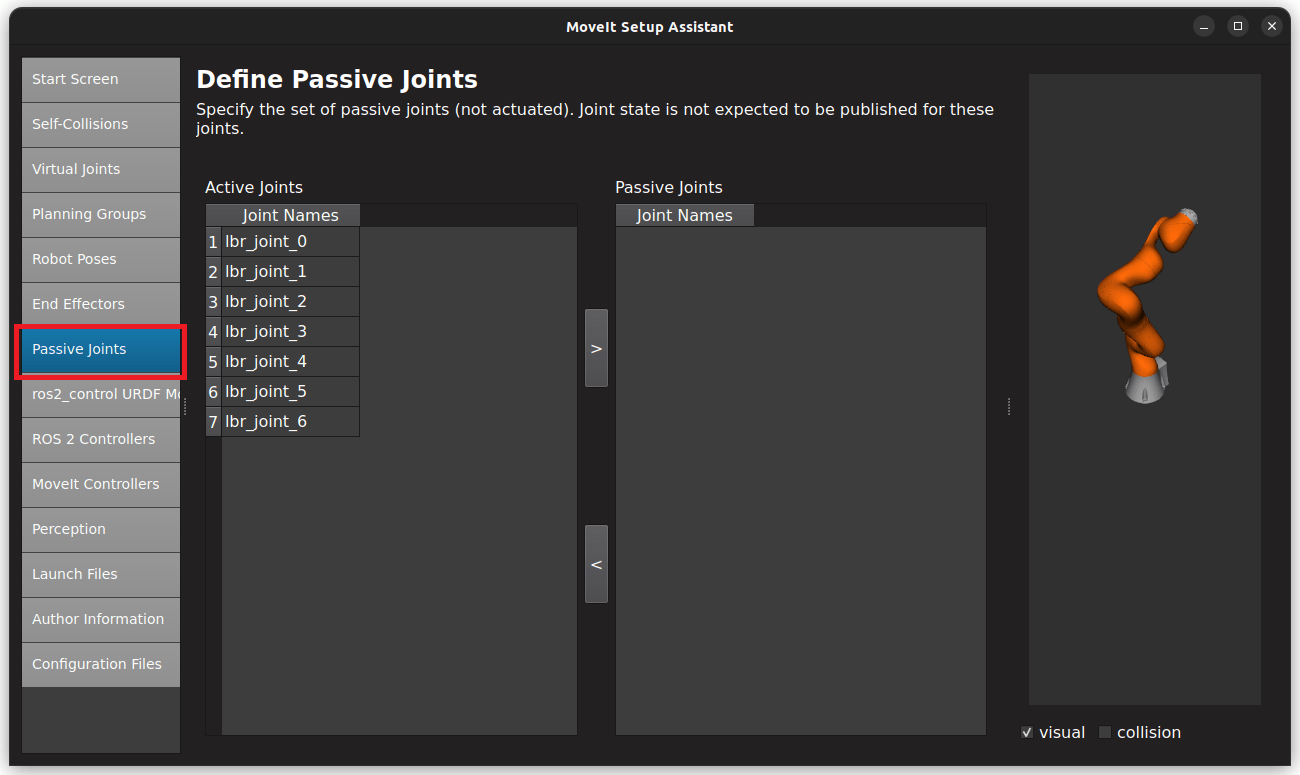 MoveIt Setup Assistant
Start Screen
Self-Collisions
Virtual Joints
Planning Groups
Robot Poses
End Effectors
Passive Joints
ros2_control URDF Mo
ROS 2 Controllers
MoveIt Controllers
Perception
Launch Files
Author Information
Configuration Files
Define Passive Joints
Specify the set of passive joints (not actuated). Joint state is not expected to be published for these
joints.
Active Joints
Joint Names
1 lbr_joint_0
2 lbr_joint_1
3 lbr_joint_2
4 lbr_joint_3
5 lbr_joint_4
6 lbr_joint_5
7 lbr_joint_6
>
<
Passive Joints
Joint Names
visual
collision